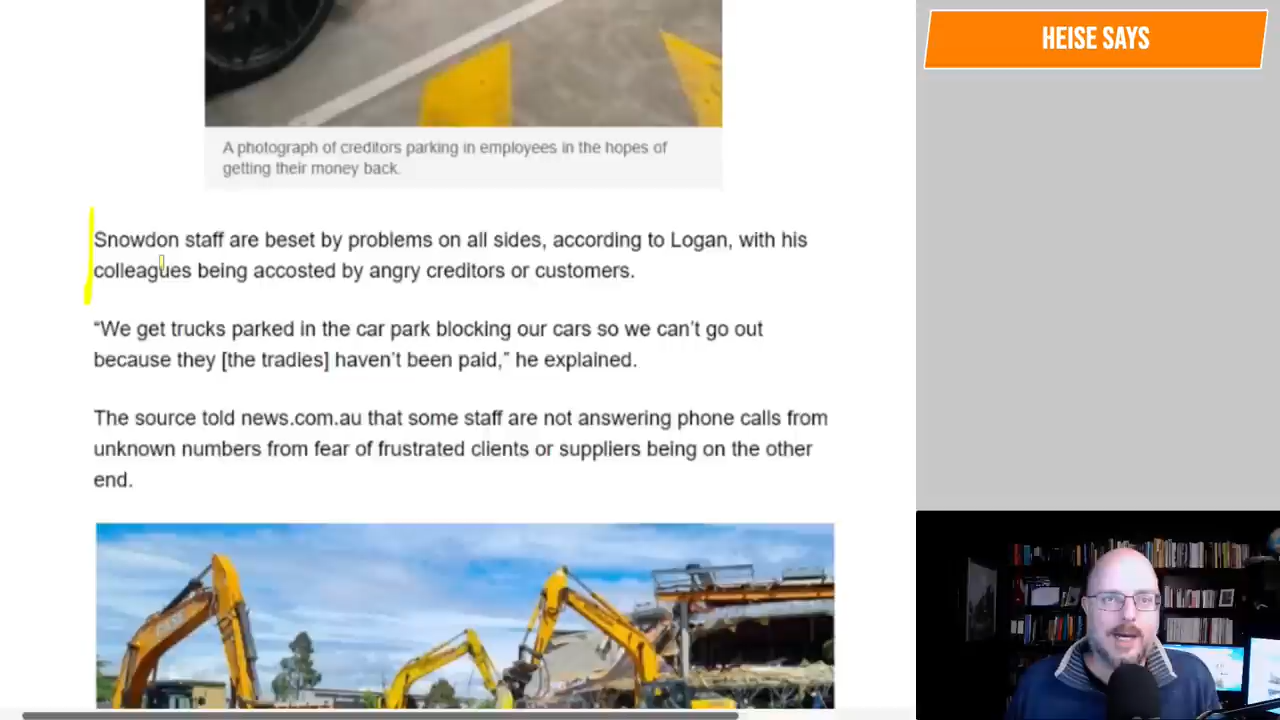 HEISE SAYS
A photograph of creditors parking in employees in the hopes of
getting their money back.
Snowdon staff are beset by problems on all sides, according to Logan, with his
colleagues being accosted by angry creditors or customers.
“We get trucks parked in the car park blocking our cars so we can’t go out
because they [the tradies] haven’t been paid,” he explained.
The source told news.com.au that some staff are not answering phone calls from
unknown numbers from fear of frustrated clients or suppliers being on the other
end.